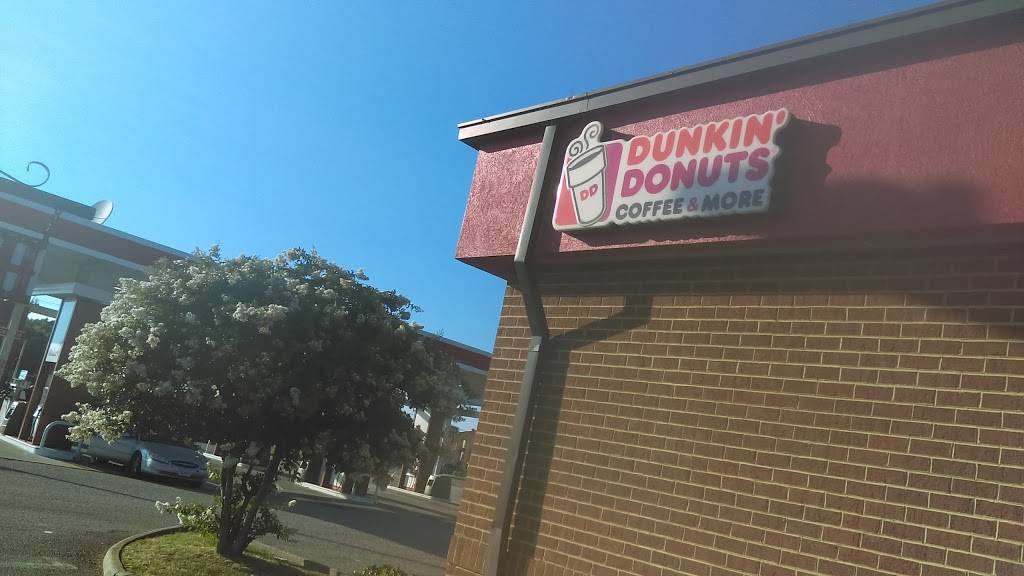 DUNKIN'
DONUTS
COFFEE & MORE
DD